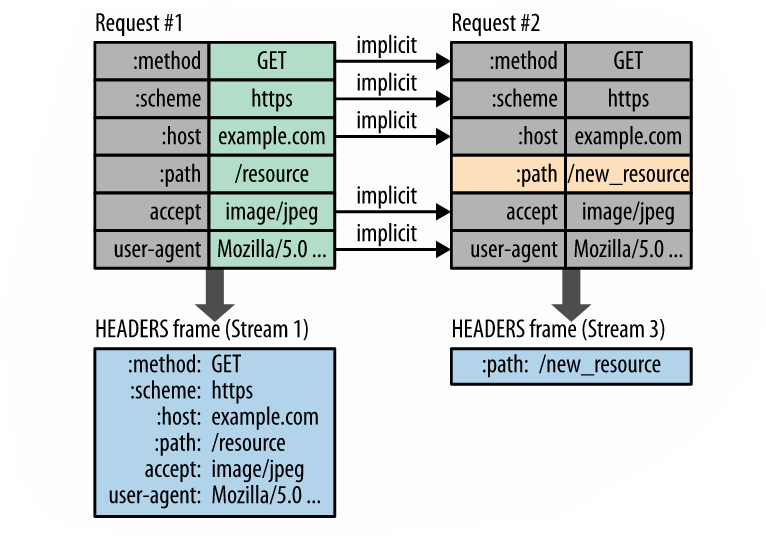 Request #1
:method GET
:scheme https
:host example.com
:path /resource
accept image/jpeg
user-agent Mozilla/5.0 ...
implicit
implicit
implicit
implicit
implicit
Request #2
:method GET
:scheme https
:host example.com
:path /new_resource
accept image/jpeg
user-agent Mozilla/5.0 ...
HEADERS frame (Stream 1)
:method: GET
:scheme: https
:host: example.com
:path: /resource
accept: image/jpeg
user-agent: Mozilla/5.0 ...
HEADERS frame (Stream 3)
:path: /new_resource